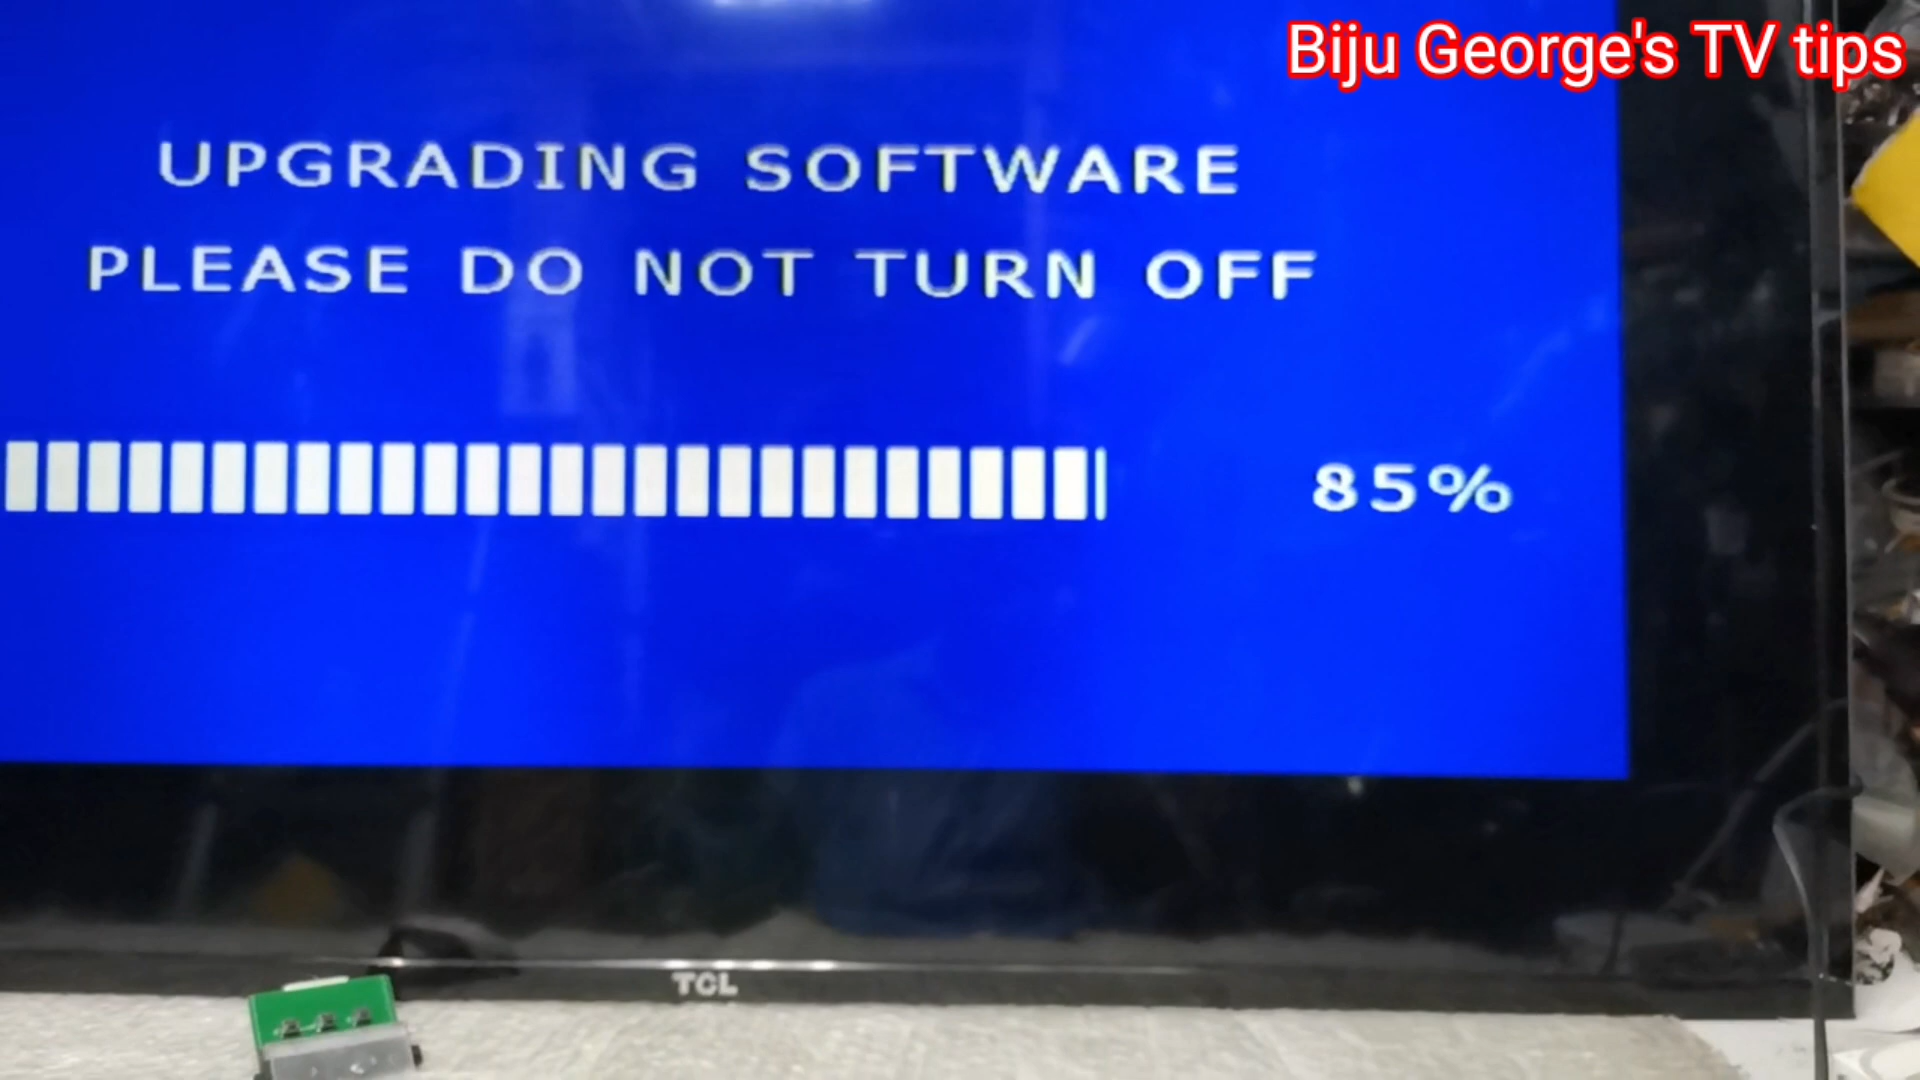 Biju George's TV tips
UPGRADING SOFTWARE
PLEASE DO NOT TURN OFF
85%
TCL